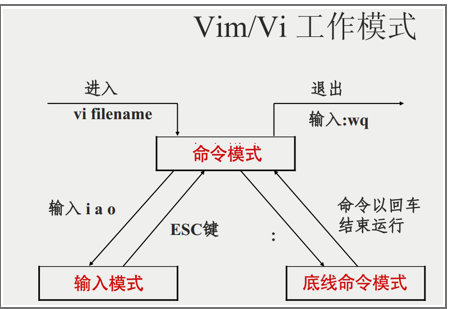 Vim/Vi 工作模式
进入
vi filename
退出
输入:wq
命令模式
输入 i a o
ESC键
:
命令以回车
结束运行
输入模式
底线命令模式